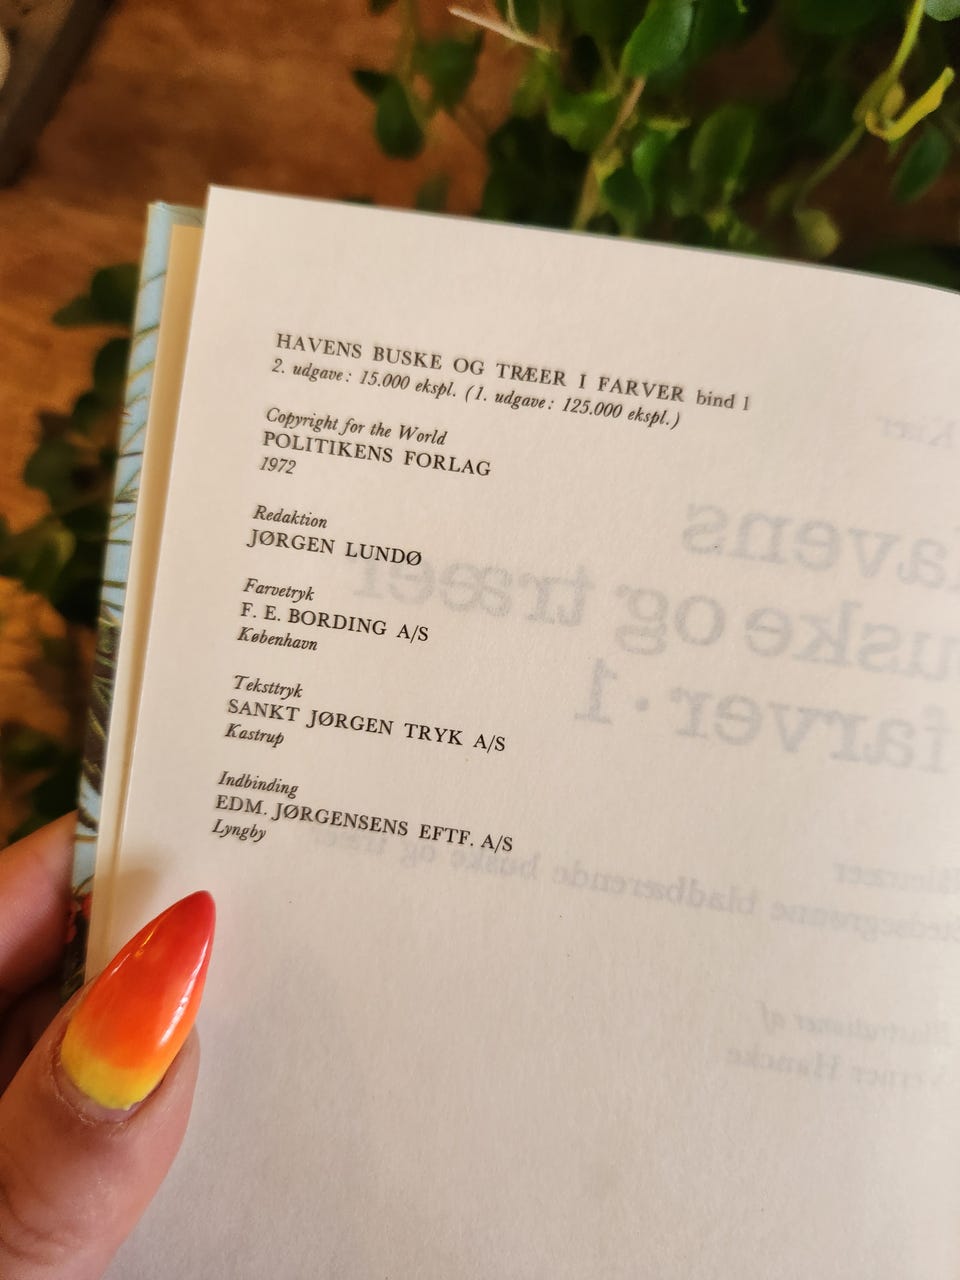 HAVENS BUSKE OG TRÆER I FARVER bind 1
2. udgave: 15.000 ekspl. (1. udgave: 125.000 ekspl.)
Copyright for the World
POLITIKENS FORLAG
1972
Redaktion
JØRGEN LUNDØ
Farvetryk
F. E. BORDING A/S
København
Teksttryk
SANKT JØRGEN TRYK A/S
Kastrup
Indbinding
EDM. JØRGENSENS EFTF. A/S
Lyngby